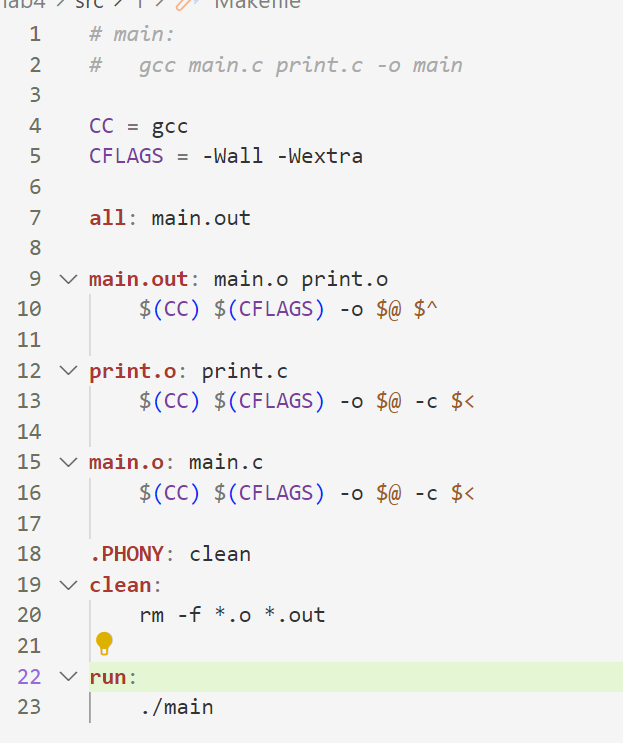 lab4 > src > 1 > Makefile
1 # main:
2 #   gcc main.c print.c -o main
3
4 CC = gcc
5 CFLAGS = -Wall -Wextra
6
7 all: main.out
8
9 main.out: main.o print.o
10     $(CC) $(CFLAGS) -o $@ $^
11
12 print.o: print.c
13     $(CC) $(CFLAGS) -o $@ -c $<
14
15 main.o: main.c
16     $(CC) $(CFLAGS) -o $@ -c $<
17
18 .PHONY: clean
19 clean:
20     rm -f *.o *.out
21
22 run:
23     ./main